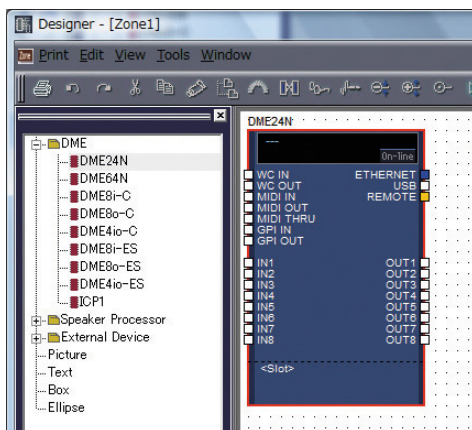 Designer - [Zone1]
Print Edit View Tools Window
DME
DME24N
DME64N
DME8i-C
DME8o-C
DME4io-C
DME8i-ES
DME8o-ES
DME4io-ES
ICP1
Speaker Processor
External Device
Picture
Text
Box
Ellipse
DME24N
---
On-line
WC IN ETHERNET
WC OUT USB
MIDI IN REMOTE
MIDI OUT
MIDI THRU
GPI IN
GPI OUT
IN1 OUT1
IN2 OUT2
IN3 OUT3
IN4 OUT4
IN5 OUT5
IN6 OUT6
IN7 OUT7
IN8 OUT8
<Slot>